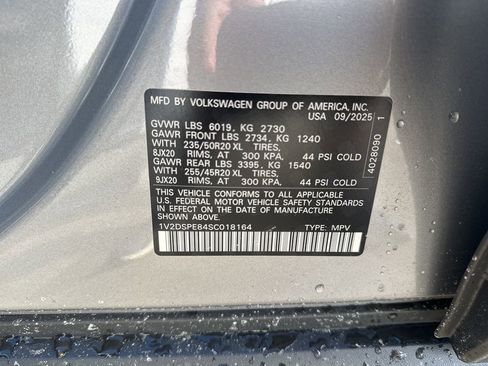 MFD BY VOLKSWAGEN GROUP OF AMERICA, INC.
USA 09/2025
GVWR LBS 6019, KG 2730
GAWR FRONT LBS 2734, KG 1240
WITH 235/50R20 XL TIRES,
8JX20 RIMS, AT 300 KPA, 44 PSI COLD
GAWR REAR LBS 3395, KG 1540
WITH 255/45R20 XL TIRES,
9JX20 RIMS, AT 300 KPA, 44 PSI COLD
THIS VEHICLE CONFORMS TO ALL APPLICABLE
U.S. FEDERAL MOTOR VEHICLE SAFETY STANDARDS
IN EFFECT ON THE DATE OF MANUFACTURE
SHOWN ABOVE.
1V2DSPE84SC018164 TYPE: MPV
4028090 1